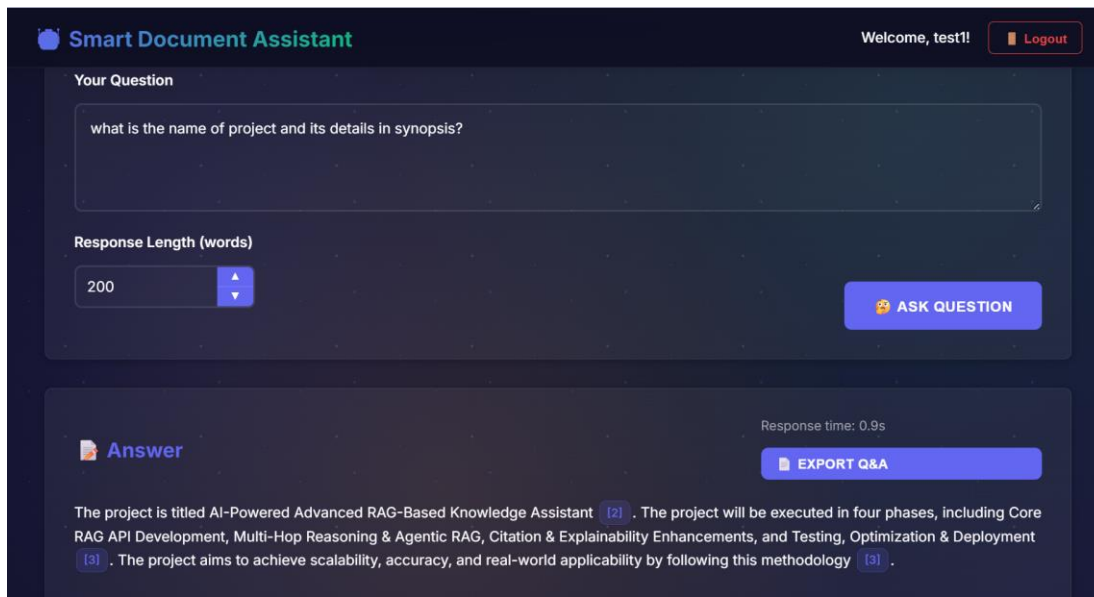 Smart Document Assistant
Welcome, test1!
Logout
Your Question
what is the name of project and its details in synopsis?
Response Length (words)
200
ASK QUESTION
Response time: 0.9s
Answer
EXPORT Q&A
The project is titled AI-Powered Advanced RAG-Based Knowledge Assistant [2] . The project will be executed in four phases, including Core
RAG API Development, Multi-Hop Reasoning & Agentic RAG, Citation & Explainability Enhancements, and Testing, Optimization & Deployment
[3] . The project aims to achieve scalability, accuracy, and real-world applicability by following this methodology [3] .